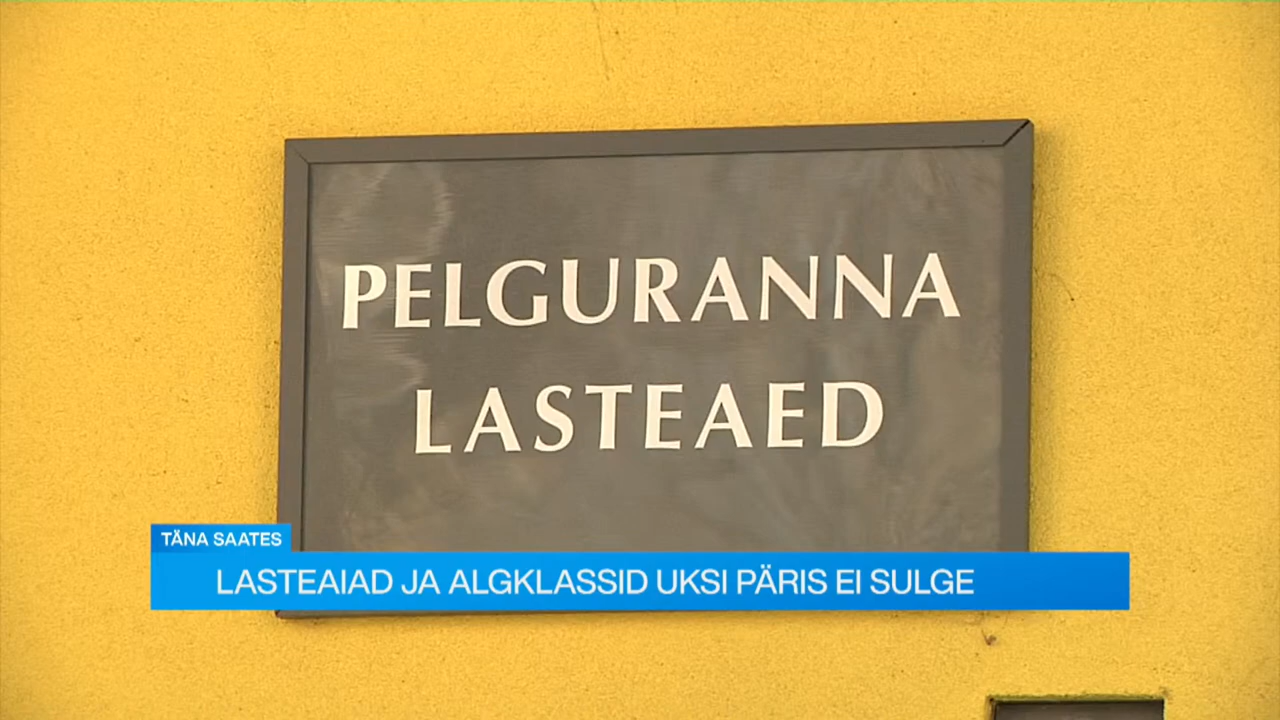 PELGURANNA
LASTEAED
TÄNA SAATES
LASTEAIAD JA ALGKLASSID UKSI PÄRIS EI SULGE